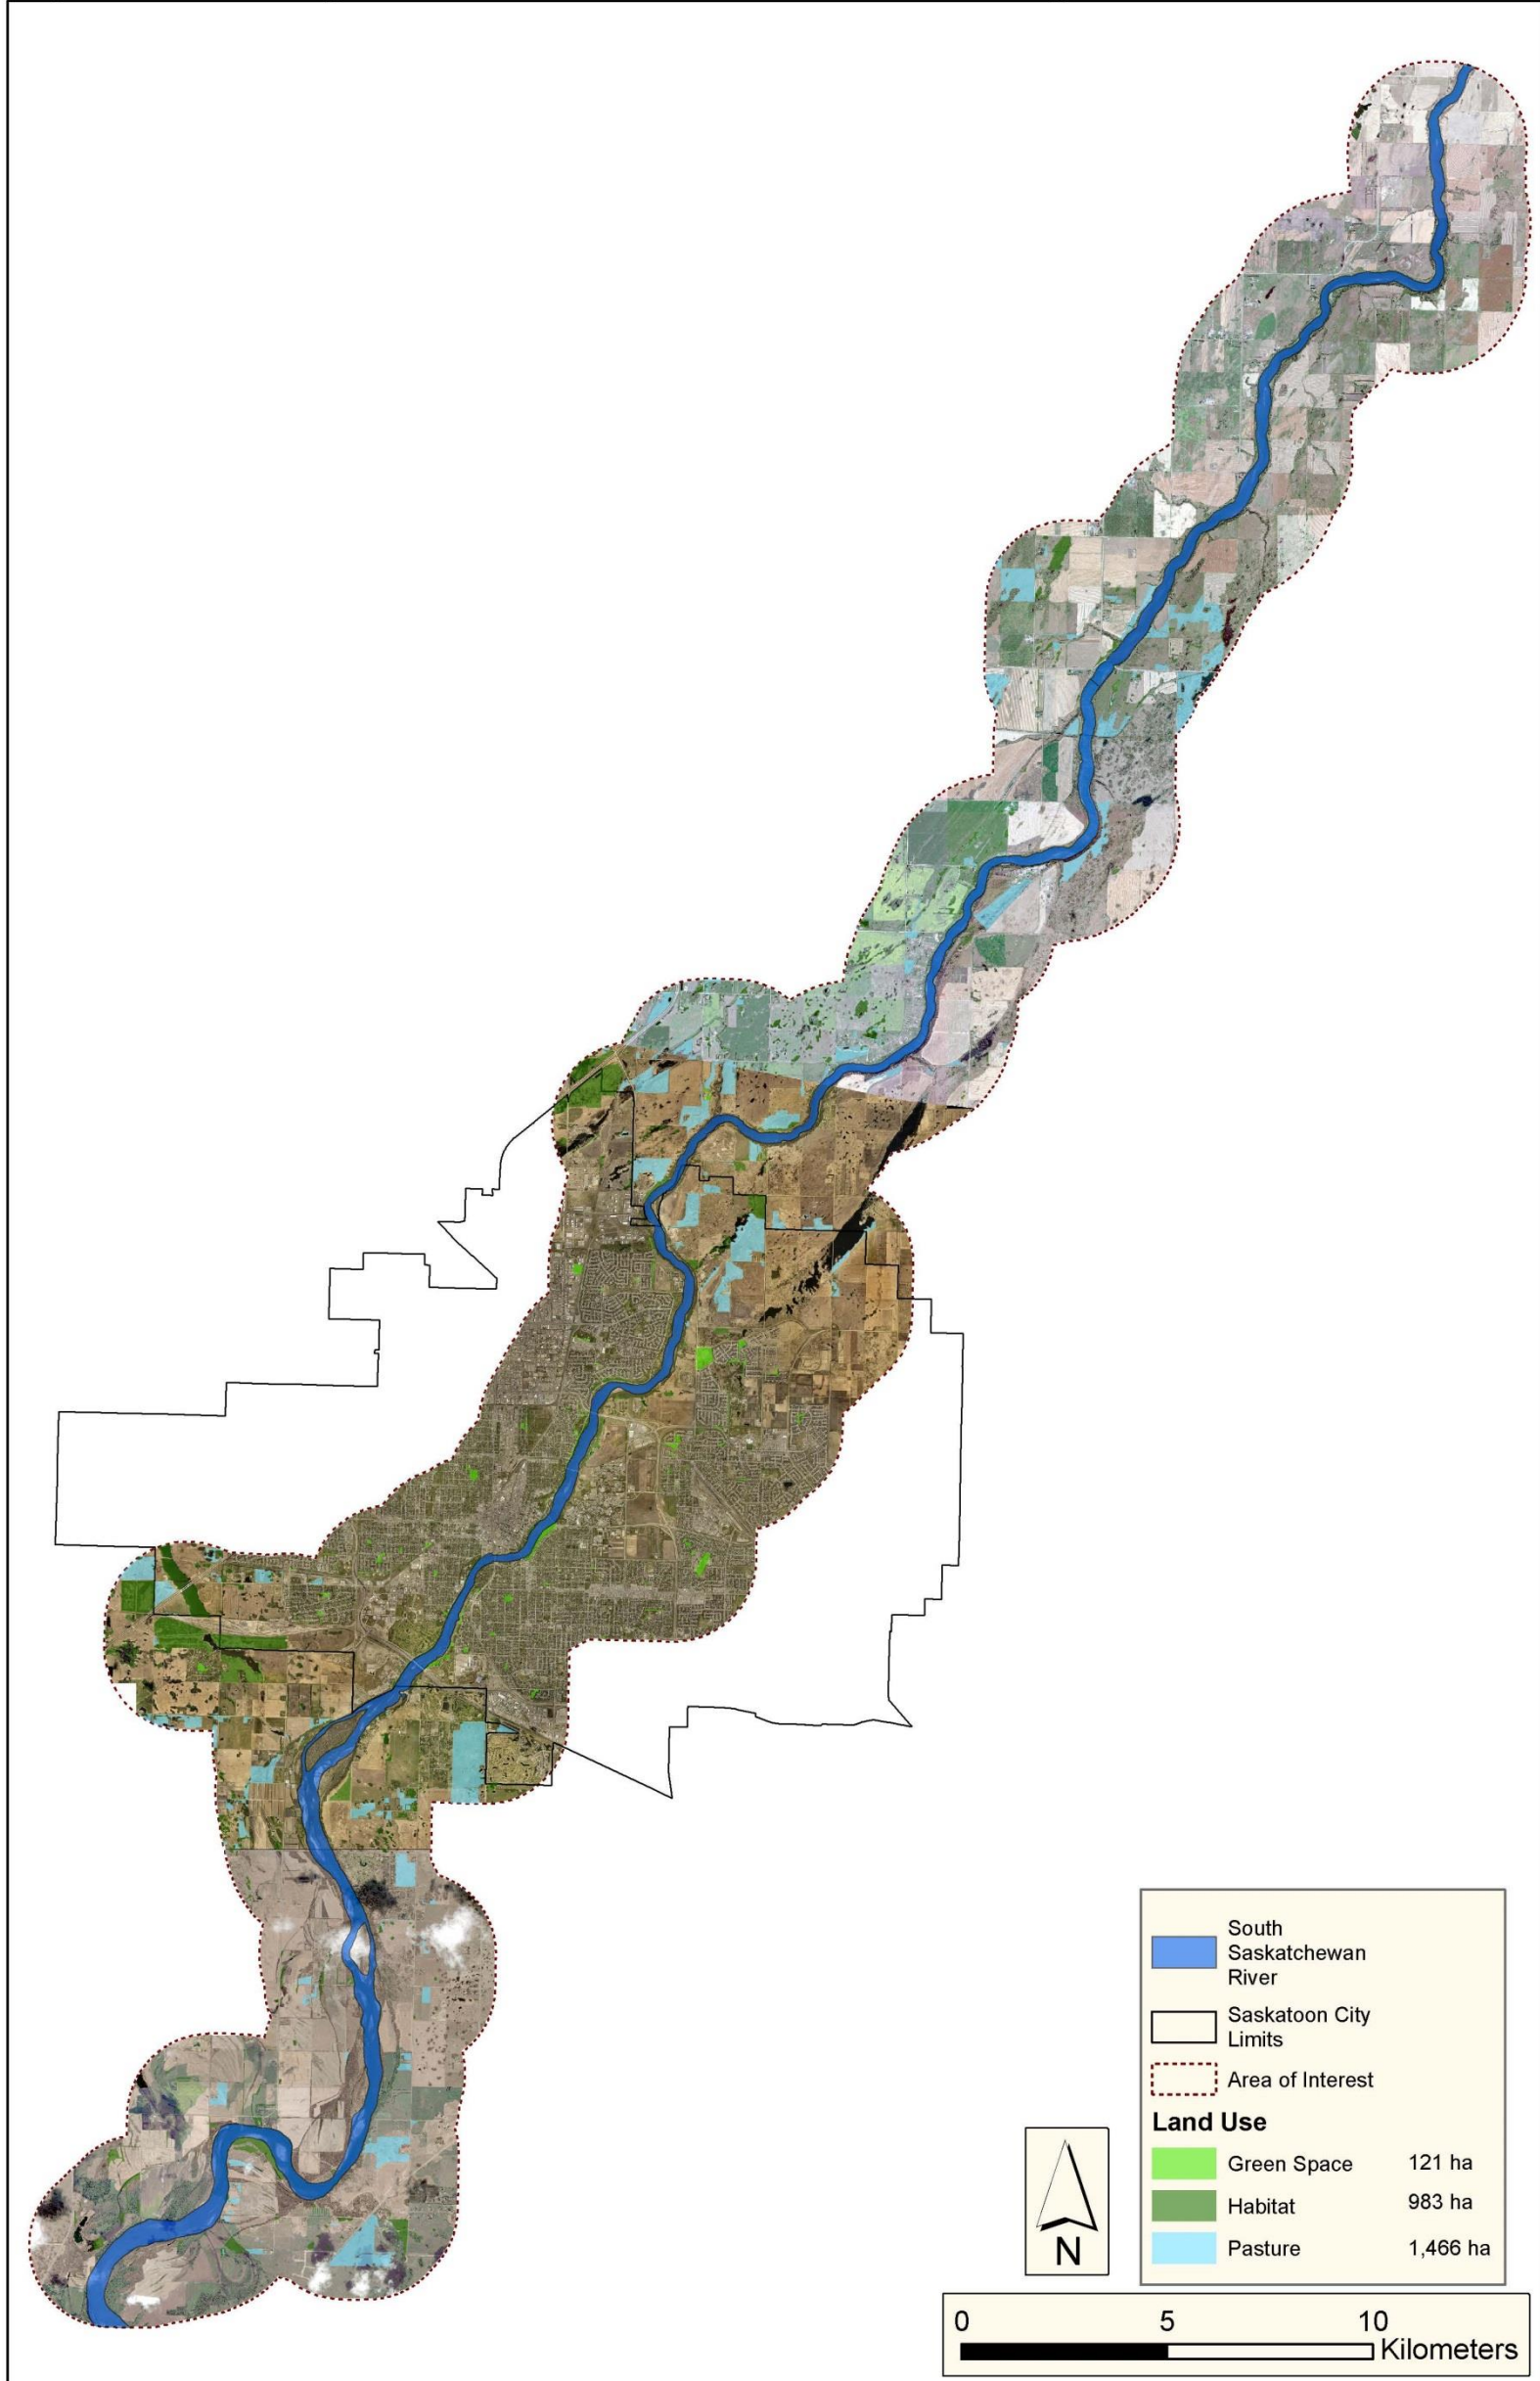 South
Saskatchewan
River
Saskatoon City
Limits
Area of Interest
Land Use
Green Space 121 ha
Habitat 983 ha
Pasture 1,466 ha
N
0 5 10
Kilometers